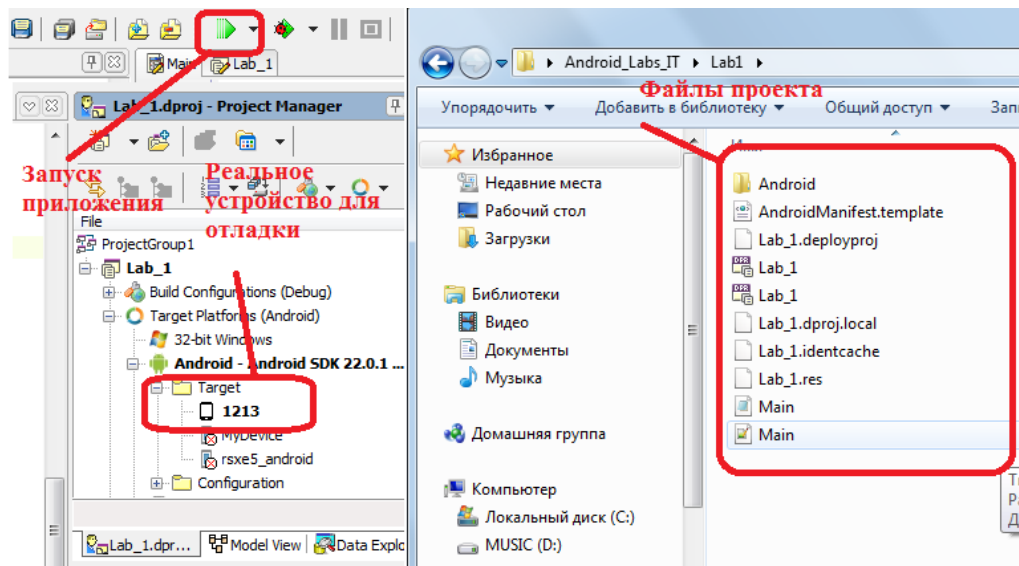 Main
Lab_1
Lab_1.dproj - Project Manager
Запуск
приложения
Реальное
устройство для
отладки
File
ProjectGroup1
Lab_1
Build Configurations (Debug)
Target Platforms (Android)
32-bit Windows
Android - Android SDK 22.0.1 ...
Target
1213
MyDevice
rsxe5_android
Configuration
Lab_1.dpr...
Model View
Data Explo
Android_Labs_IT
Lab1
Файлы проекта
Упорядочить
Добавить в библиотеку
Общий доступ
Зап
Избранное
Недавние места
Рабочий стол
Загрузки
Библиотеки
Видео
Документы
Музыка
Домашняя группа
Компьютер
Локальный диск (C:)
MUSIC (D:)
Android
AndroidManifest.template
Lab_1.deployproj
Lab_1
Lab_1
Lab_1.dproj.local
Lab_1.identcache
Lab_1.res
Main
Main